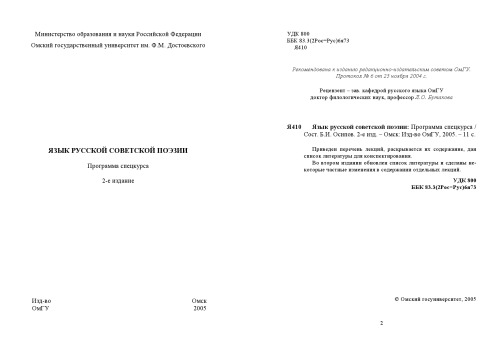 Министерство образования и науки Российской Федерации
Омский государственный университет им. Ф.М. Достоевского
ЯЗЫК РУССКОЙ СОВЕТСКОЙ ПОЭЗИИ
Программа спецкурса
2-е издание
Изд-во Омск
ОмГУ 2005
УДК 800
ББК 83.3(2Рос=Рус)6я73
Я410
Рекомендовано к изданию редакционно-издательским советом ОмГУ.
Протокол № 6 от 25 ноября 2004 г.
Рецензент – зав. кафедрой русского языка ОмГУ
доктор филологических наук, профессор Л.О. Бутакова
Я410 Язык русской советской поэзии: Программа спецкурса /
Сост. Б.И. Осипов. 2-е изд. – Омск: Изд-во ОмГУ, 2005. – 11 с.
Приведен перечень лекций, раскрывается их содержание, дан
список литературы для конспектирования.
Во втором издании обновлен список литературы и сделаны не-
которые частные изменения в содержании отдельных лекций.
УДК 800
ББК 83.3(2Рос=Рус)6я73
© Омский госуниверситет, 2005
2